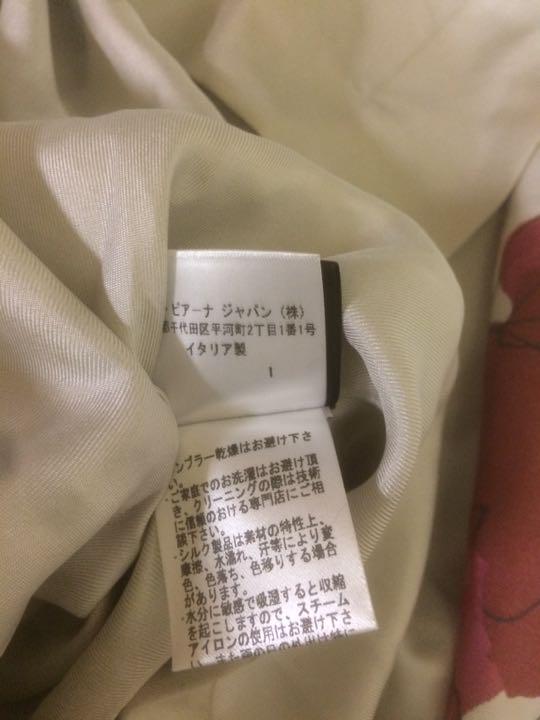 ・ピアーナ ジャパン (株)
都千代田区平河町2丁目1番1号
イタリア製
I
ンブラー乾燥はお避け下さ
い。
・ご家庭でのお洗濯はお避け頂
き、クリーニングの際は技術
に信頼のおける専門店にご相
談下さい。
・シルク製品は素材の特性上、
摩擦、水濡れ、汗等により変
色、色落ち、色移りする場合
があります。
・水分に敏感で吸湿すると収縮
を起こしますので、スチーム
アイロンの使用はお避け下さ
い。